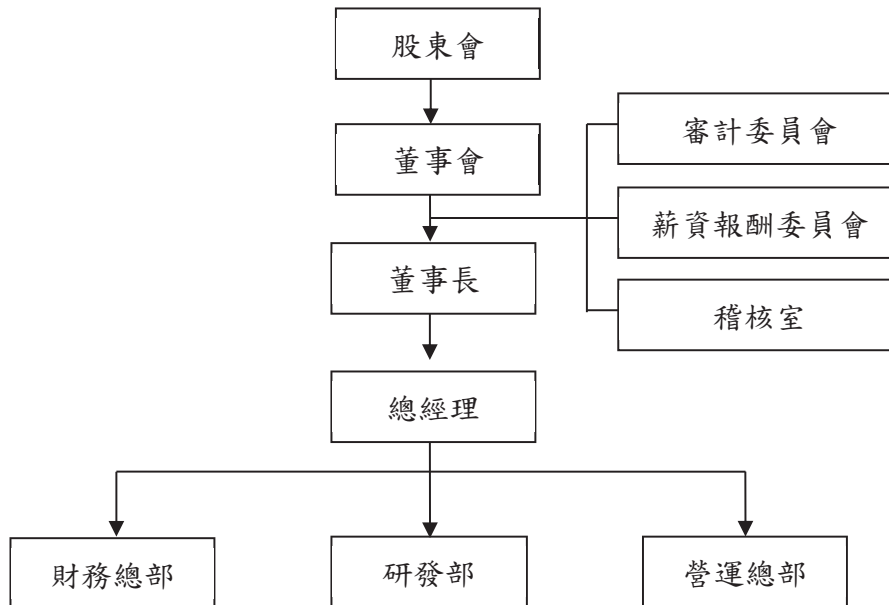 股東會
董事會
審計委員會
薪資報酬委員會
董事長
稽核室
總經理
財務總部
研發部
營運總部